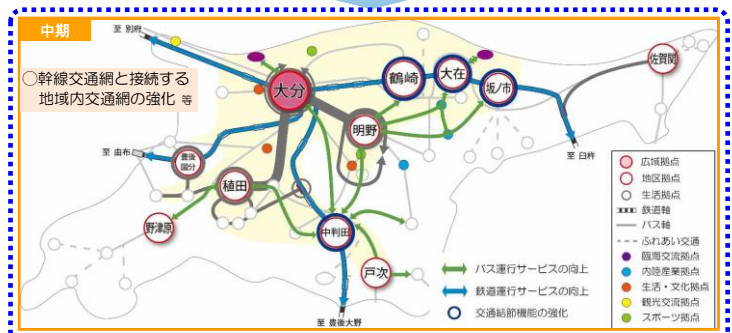 中期
至 別府
○幹線交通網と接続する
地域内交通網の強化 等
大分
鶴崎
大在
坂ノ市
佐賀関
明野
至 臼杵
至 由布
豊後
国分
稙田
野津原
中判田
戸次
至 豊後大野
バス運行サービスの向上
鉄道運行サービスの向上
交通結節機能の強化
広域拠点
地区拠点
生活拠点
鉄道軸
バス軸
ふれあい交通
臨海交流拠点
内陸産業拠点
生活・文化拠点
観光交流拠点
スポーツ拠点